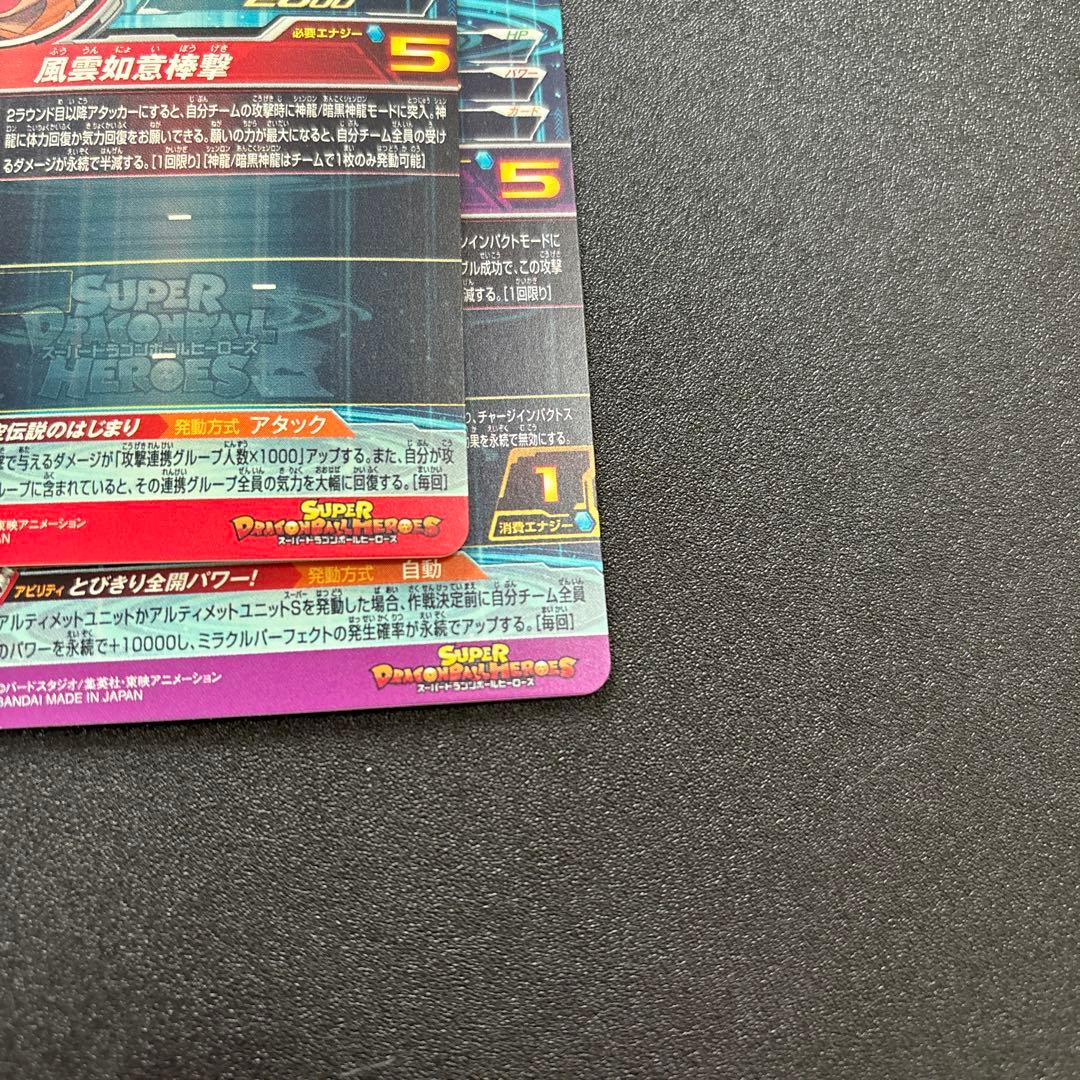 必要エナジー 5
風雲如意棒撃
2ラウンド目以降アタッカーにすると、自分チームの攻撃時に神龍/暗黒神龍モードに突入。神
龍に体力回復か気力回復をお願いできる。願いの力が最大になると、自分チーム全員の受け
るダメージが永続で半減する。[1回限り][神龍/暗黒神龍はチームで1枚のみ発動可能]
SUPER
DRAGONBALL
スーパードラゴンボールヒーローズ
HEROES
伝説のはじまり 発動方式 アタック
で与えるダメージが「攻撃連携グループ人数×1000」アップする。また、自分が攻
ループに含まれていると、その連携グループ全員の気力を大幅に回復する。[毎回]
東映アニメーション
AN
SUPER
DRAGONBALL HEROES
スーパードラゴンボールヒーローズ
HP
パワー
ガード
5
インパクトモードに
ブル成功で、この攻撃
減する。[1回限り]
、チャージインパクトス
果を永続で無効にする。
1
消費エナジー
アビリティ とびきり全開パワー! 発動方式 自動
アルティメットユニットかアルティメットユニットSを発動した場合、作戦決定前に自分チーム全員
のパワーを永続で+10000し、ミラクルパーフェクトの発生確率が永続でアップする。[毎回]
©バードスタジオ/集英社・東映アニメーション
BANDAI MADE IN JAPAN
SUPER
DRAGONBALL HEROES
スーパードラゴンボールヒーローズ